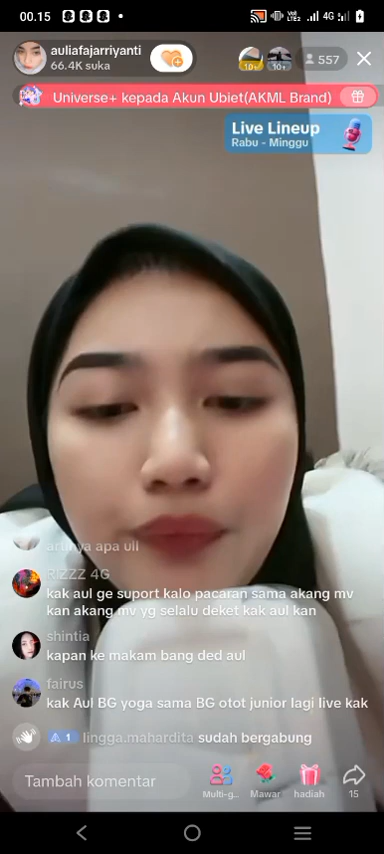 00.15
4G
auliafajarriyanti
66.4K suka
10+
10+
557
Universe+ kepada Akun Ubiet(AKML Brand)
Live Lineup
Rabu - Minggu
artinya apa ull
RIZZZ 4G
kak aul ge suport kalo pacaran sama akang mv
kan akang mv yg selalu deket kak aul kan
shintia
kapan ke makam bang ded aul
fairus
kak Aul BG yoga sama BG otot junior lagi live kak
1 lingga.mahardita sudah bergabung
Tambah komentar
Multi-g...
Mawar
hadiah
15